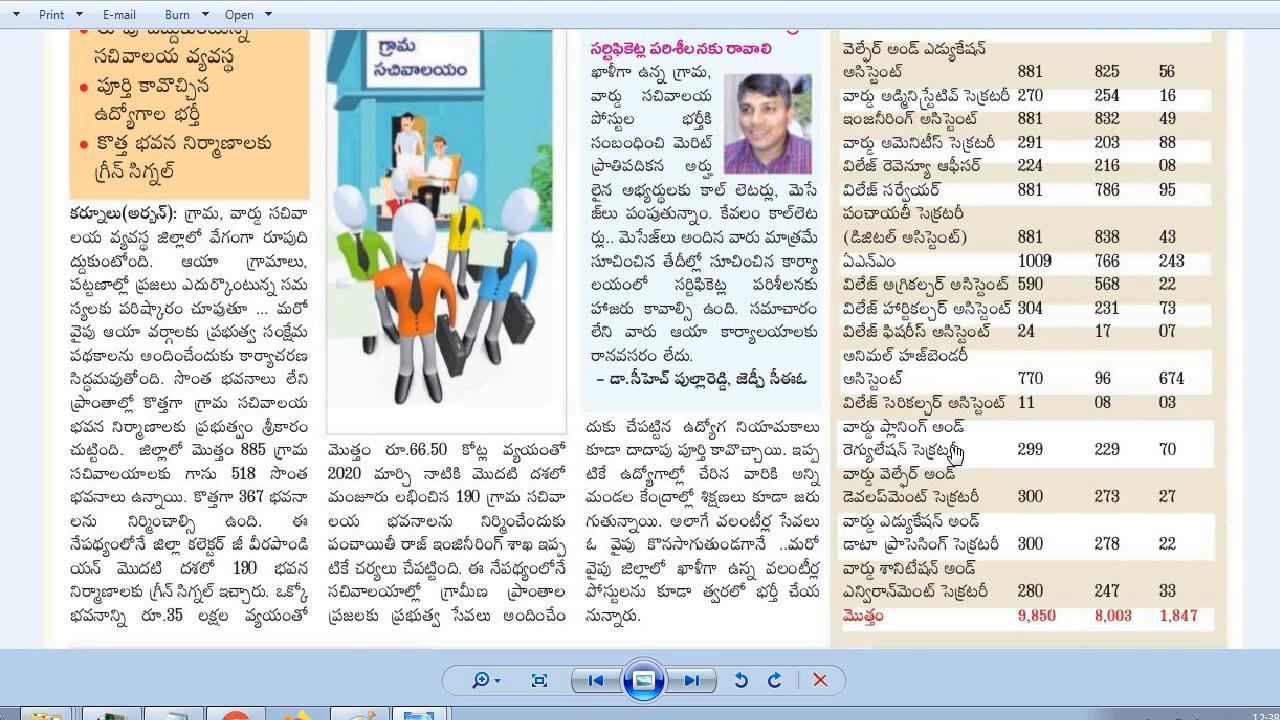 Print
E-mail
Burn
Open
సచివాలయ వ్యవస్థ
• పూర్తి కావొచ్చిన
ఉద్యోగాల భర్తీ
• కొత్త భవన నిర్మాణాలకు
గ్రీన్ సిగ్నల్
కర్నూలు(అర్బన్): గ్రామ, వార్డు సచివా
లయ వ్యవస్థ జిల్లాలో వేగంగా రూపుది
ద్దుకుంటోంది. ఆయా గ్రామాలు,
పట్టణాల్లో ప్రజలు ఎదుర్కొంటున్న సమ
స్యలకు పరిష్కారం చూపుతూ ... మరో
వైపు ఆయా వర్గాలకు ప్రభుత్వ సంక్షేమ
పథకాలను అందించేందుకు కార్యాచరణ
సిద్ధమవుతోంది. సొంత భవనాలు లేని
ప్రాంతాల్లో కొత్తగా గ్రామ సచివాలయ
భవన నిర్మాణాలకు ప్రభుత్వం శ్రీకారం
చుట్టింది. జిల్లాలో మొత్తం 885 గ్రామ
సచివాలయాలకు గాను 518 సొంత
భవనాలు ఉన్నాయి. కొత్తగా 367 భవనా
లను నిర్మించాల్సి ఉంది. ఈ
నేపథ్యంలోనే జిల్లా కలెక్టర్ జీ వీరపాండి
యన్ మొదటి దశలో 190 భవన
నిర్మాణాలకు గ్రీన్ సిగ్నల్ ఇచ్చారు. ఒక్కో
భవనాన్ని రూ.35 లక్షల వ్యయంతో
గ్రామ
సచివాలయం
మొత్తం రూ.66.50 కోట్ల వ్యయంతో
2020 మార్చి నాటికి మొదటి దశలో
మంజూరు లభించిన 190 గ్రామ సచివా
లయ భవనాలను నిర్మించేందుకు
పంచాయితీ రాజ్ ఇంజినీరింగ్ శాఖ ఇప్ప
టికే చర్యలు చేపట్టింది. ఈ నేపథ్యంలోనే
సచివాలయాల్లో గ్రామీణ ప్రాంతాల
ప్రజలకు ప్రభుత్వ సేవలు అందించేం
సర్టిఫికెట్ల పరిశీలనకు రావాలి
ఖాళీగా ఉన్న గ్రామ,
వార్డు సచివాలయ
పోస్టుల భర్తీకి
సంబంధించి మెరిట్
ప్రాతిపదికన అర్హు
లైన అభ్యర్థులకు కాల్ లెటర్లు, మెసే
జ్‌లు పంపుతున్నాం. కేవలం కాల్‌లెట
ర్లు.. మెసేజ్‌లు అందిన వారు మాత్రమే
సూచించిన తేదీల్లో సూచించిన కార్యా
లయంలో సర్టిఫికెట్ల పరిశీలనకు
హాజరు కావాల్సి ఉంది. సమాచారం
లేని వారు ఆయా కార్యాలయాలకు
రానవసరం లేదు.
– డా.సీహెచ్ పుల్లారెడ్డి, జెడ్పీ సీఈఓ
దుకు చేపట్టిన ఉద్యోగ నియామకాలు
కూడా దాదాపు పూర్తి కావొచ్చాయి. ఇప్ప
టికే ఉద్యోగాల్లో చేరిన వారికి అన్ని
మండల కేంద్రాల్లో శిక్షణలు కూడా జరు
గుతున్నాయి. అలాగే వలంటీర్ల సేవలు
ఓ వైపు కొనసాగుతుండగానే ..మరో
వైపు జిల్లాలో ఖాళీగా ఉన్న వలంటీర్ల
పోస్టులను కూడా త్వరలో భర్తీ చేయ
నున్నారు.
వెల్ఫేర్ అండ్ ఎడ్యుకేషన్
అసిస్టెంట్ 881 825 56
వార్డు అడ్మినిస్ట్రేటివ్ సెక్రటరీ 270 254 16
ఇంజనీరింగ్ అసిస్టెంట్ 881 832 49
వార్డు అమెనిటీస్ సెక్రటరీ 291 203 88
విలేజ్ రెవెన్యూ ఆఫీసర్ 224 216 08
విలేజ్ సర్వేయర్ 881 786 95
పంచాయతీ సెక్రటరీ
(డిజిటల్ అసిస్టెంట్) 881 838 43
ఏఎన్ఎం 1009 766 243
విలేజ్ అగ్రికల్చర్ అసిస్టెంట్ 590 568 22
విలేజ్ హార్టికల్చర్ అసిస్టెంట్ 304 231 73
విలేజ్ ఫిషరీస్ అసిస్టెంట్ 24 17 07
అనిమల్ హజ్‌బెండరీ
అసిస్టెంట్ 770 96 674
విలేజ్ సెరికల్చర్ అసిస్టెంట్ 11 08 03
వార్డు ప్లానింగ్ అండ్
రెగ్యులేషన్ సెక్రటరీ 299 229 70
వార్డు వెల్ఫేర్ అండ్
డెవలప్‌మెంట్ సెక్రటరీ 300 273 27
వార్డు ఎడ్యుకేషన్ అండ్
డాటా ప్రాసెసింగ్ సెక్రటరీ 300 278 22
వార్డు శానిటేషన్ అండ్
ఎన్విరాన్‌మెంట్ సెక్రటరీ 280 247 33
మొత్తం 9,850 8,003 1,847